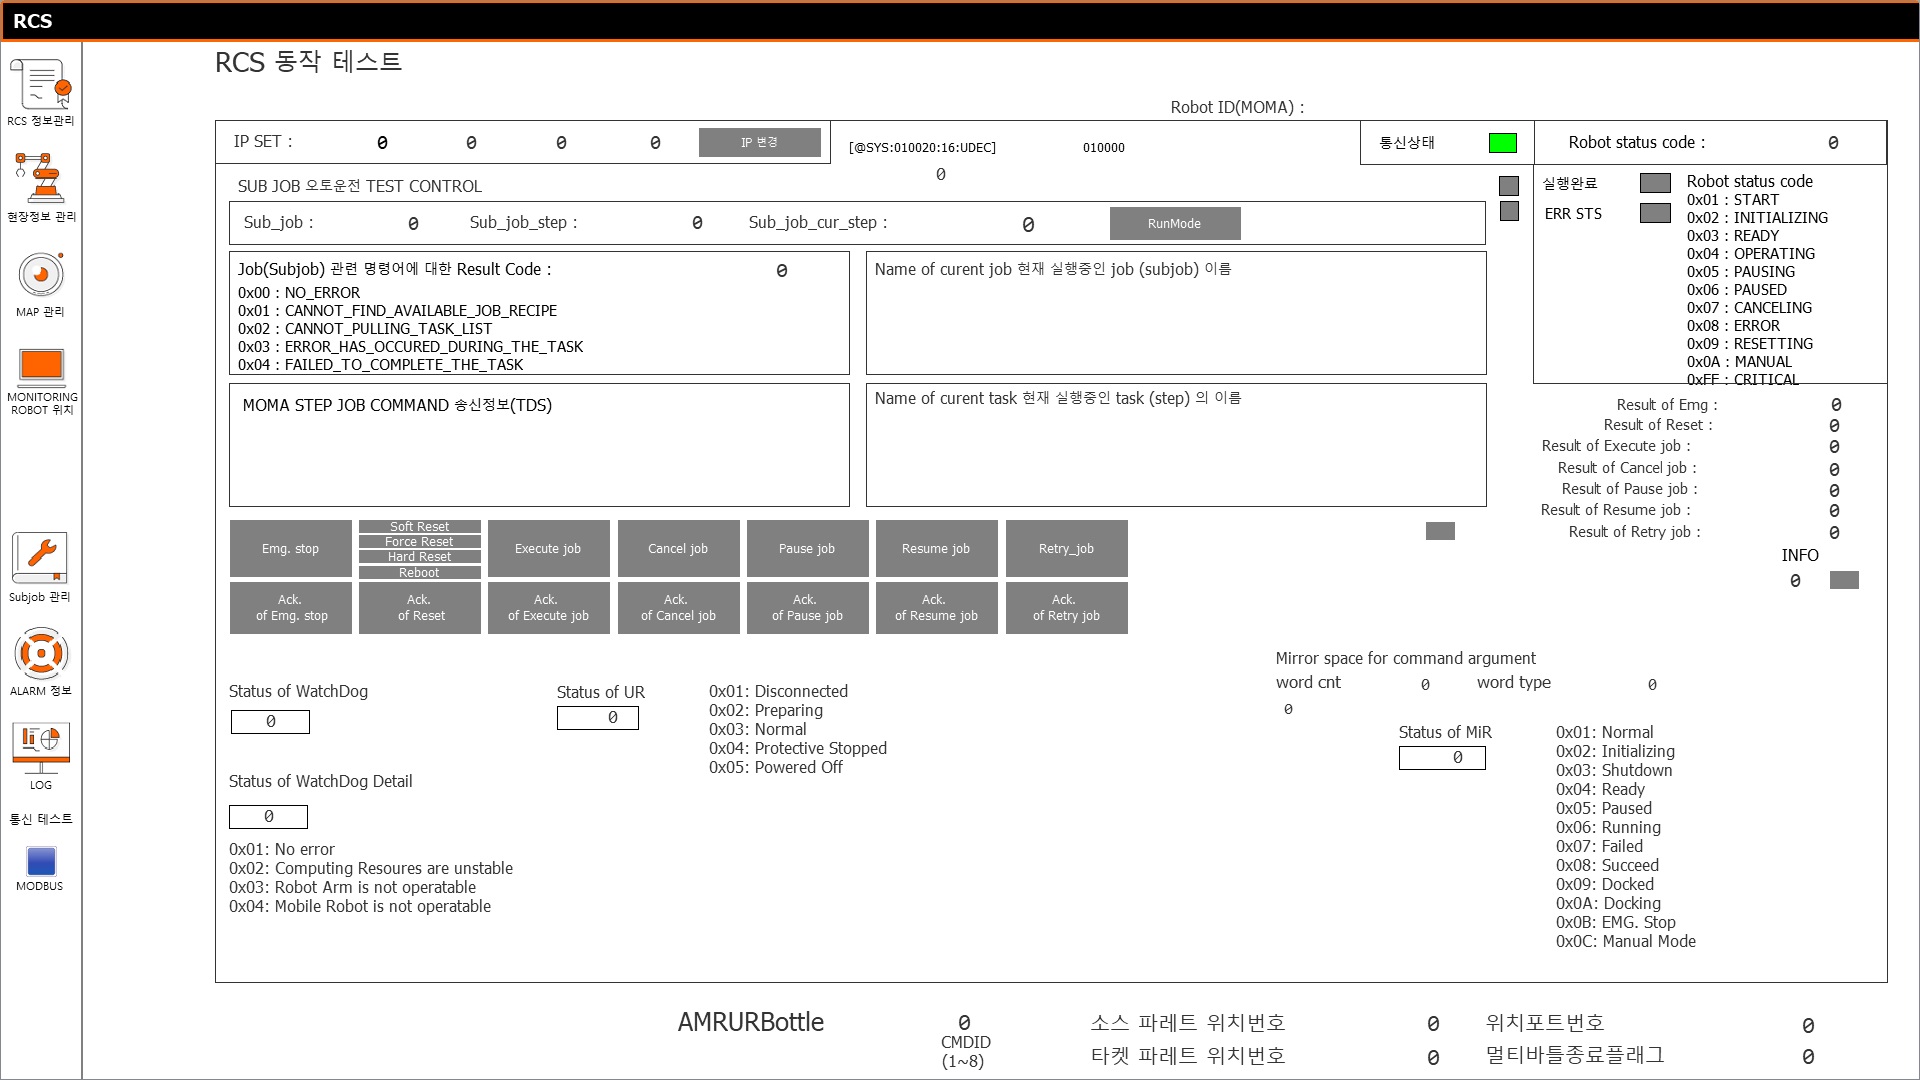 RCS
RCS 정보관리
현장정보 관리
MAP 관리
MONITORING
ROBOT 위치
Subjob 관리
ALARM 정보
LOG
통신 테스트
MODBUS
RCS 동작 테스트
Robot ID(MOMA) :
IP SET : 0 0 0 0 IP 변경
[@SYS:010020:16:UDEC] 010000
0
통신상태
Robot status code : 0
SUB JOB 오토운전 TEST CONTROL
Sub_job : 0 Sub_job_step : 0 Sub_job_cur_step : 0 RunMode
실행완료
ERR STS
Robot status code
0x01 : START
0x02 : INITIALIZING
0x03 : READY
0x04 : OPERATING
0x05 : PAUSING
0x06 : PAUSED
0x07 : CANCELING
0x08 : ERROR
0x09 : RESETTING
0x0A : MANUAL
0xFF : CRITICAL
Job(Subjob) 관련 명령어에 대한 Result Code : 0
0x00 : NO_ERROR
0x01 : CANNOT_FIND_AVAILABLE_JOB_RECIPE
0x02 : CANNOT_PULLING_TASK_LIST
0x03 : ERROR_HAS_OCCURED_DURING_THE_TASK
0x04 : FAILED_TO_COMPLETE_THE_TASK
Name of curent job 현재 실행중인 job (subjob) 이름
MOMA STEP JOB COMMAND 송신정보(TDS)
Name of curent task 현재 실행중인 task (step) 의 이름
Result of Emg : 0
Result of Reset : 0
Result of Execute job : 0
Result of Cancel job : 0
Result of Pause job : 0
Result of Resume job : 0
Result of Retry job : 0
INFO
0
Emg. stop
Soft Reset
Force Reset
Hard Reset
Reboot
Execute job
Cancel job
Pause job
Resume job
Retry_job
Ack.
of Emg. stop
Ack.
of Reset
Ack.
of Execute job
Ack.
of Cancel job
Ack.
of Pause job
Ack.
of Resume job
Ack.
of Retry job
Mirror space for command argument
word cnt 0 word type 0
0
Status of WatchDog
0
Status of UR
0
0x01: Disconnected
0x02: Preparing
0x03: Normal
0x04: Protective Stopped
0x05: Powered Off
Status of MiR
0
0x01: Normal
0x02: Initializing
0x03: Shutdown
0x04: Ready
0x05: Paused
0x06: Running
0x07: Failed
0x08: Succeed
0x09: Docked
0x0A: Docking
0x0B: EMG. Stop
0x0C: Manual Mode
Status of WatchDog Detail
0
0x01: No error
0x02: Computing Resoures are unstable
0x03: Robot Arm is not operatable
0x04: Mobile Robot is not operatable
AMRURBottle
0
CMDID
(1~8)
소스 파레트 위치번호 0
위치포트번호 0
타켓 파레트 위치번호 0
멀티바틀종료플래그 0